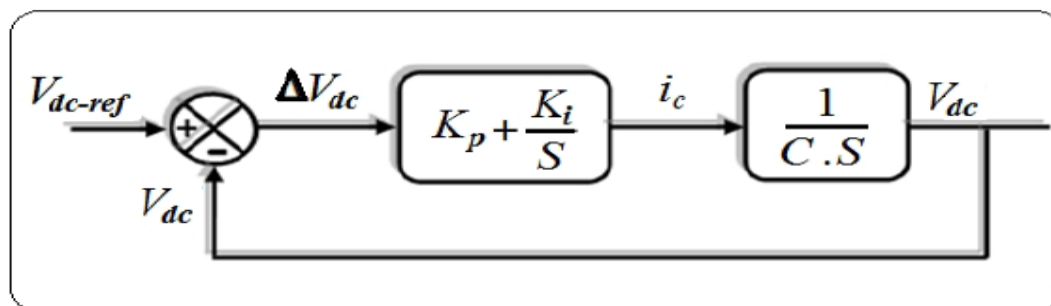 V_dc-ref
+
-
ΔV_dc
K_p + K_i/S
i_c
1/C.S
V_dc
V_dc